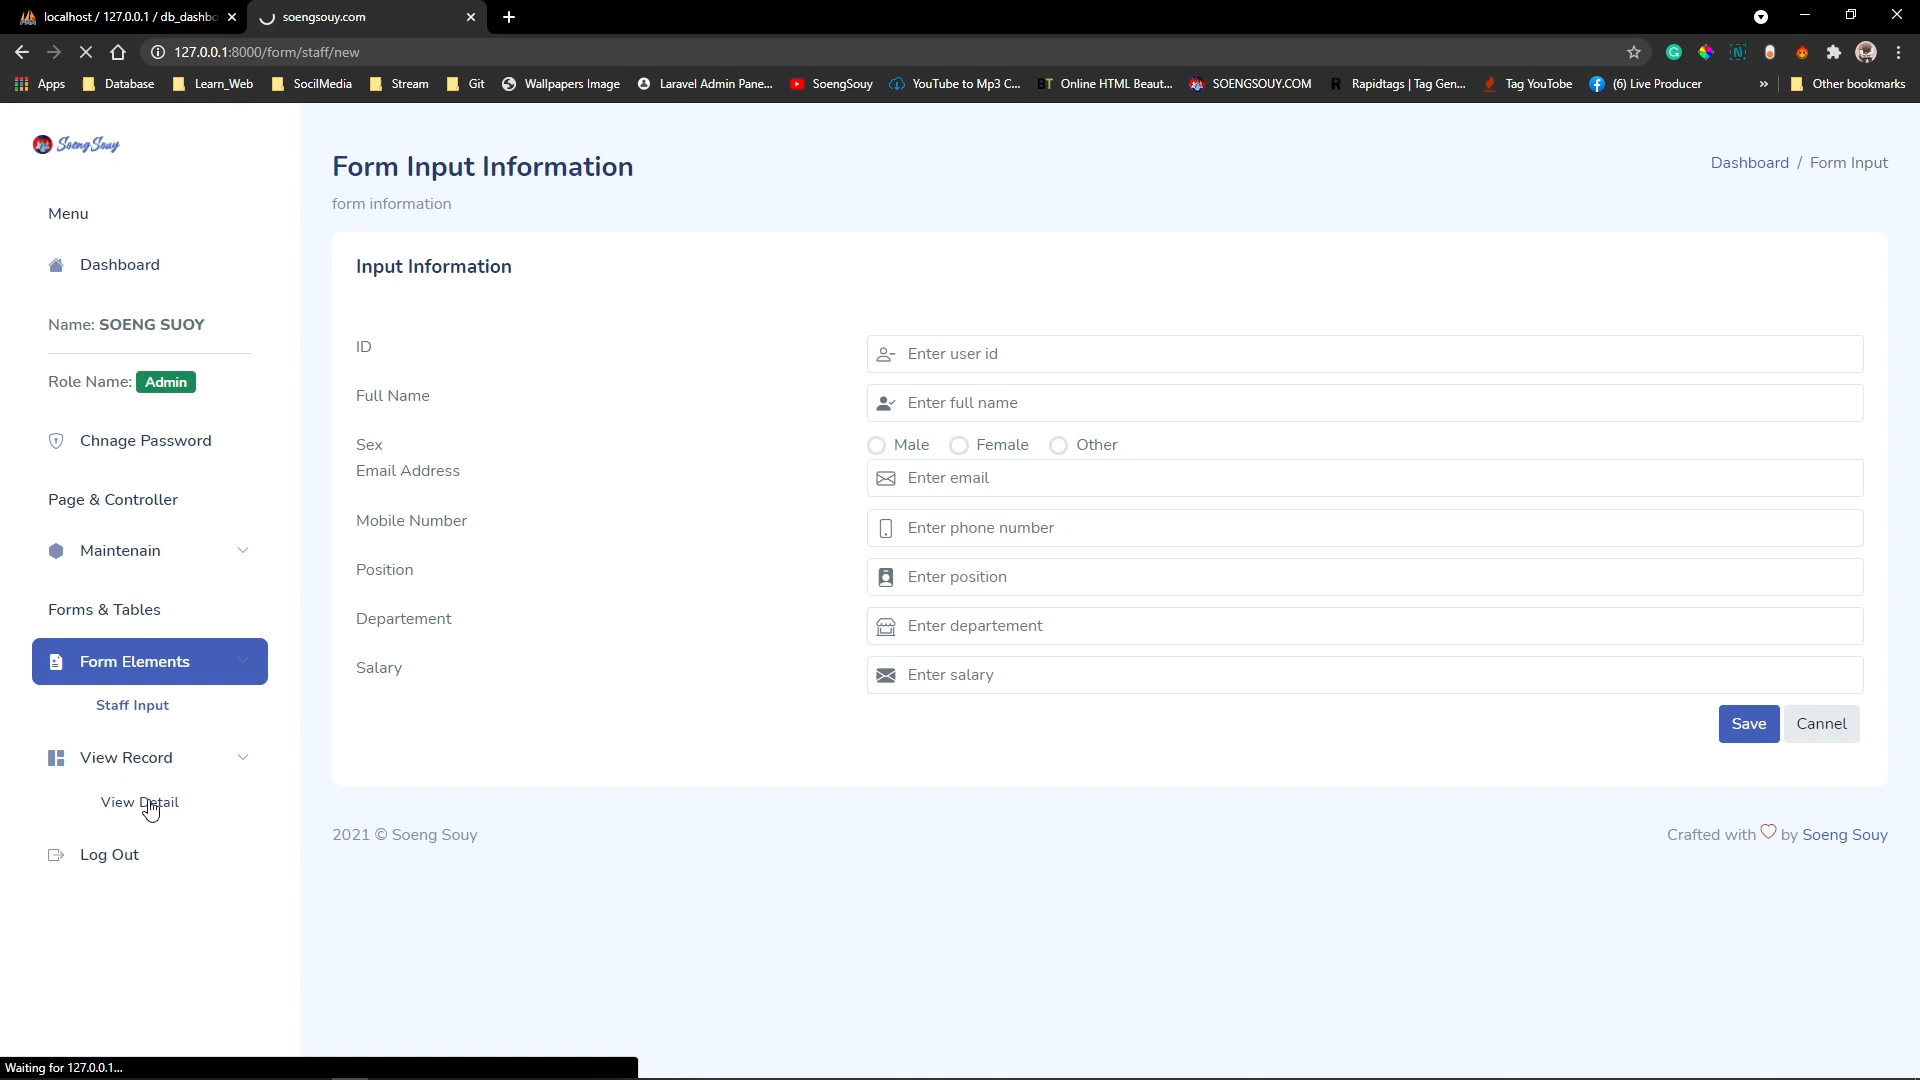 localhost / 127.0.0.1 / db_dashbo
soengsouy.com
127.0.0.1:8000/form/staff/new
Apps Database Learn_Web SocilMedia Stream Git Wallpapers Image Laravel Admin Pane... SoengSouy YouTube to Mp3 C... BT Online HTML Beaut... SOENGSOUY.COM R Rapidtags | Tag Gen... Tag YouTube (6) Live Producer » Other bookmarks
SoengSouy
Menu
Dashboard
Name: SOENG SUOY
Role Name: Admin
Chnage Password
Page & Controller
Maintenain
Forms & Tables
Form Elements
Staff Input
View Record
View Detail
Log Out
Form Input Information
form information
Dashboard / Form Input
Input Information
ID
Enter user id
Full Name
Enter full name
Sex
Male Female Other
Email Address
Enter email
Mobile Number
Enter phone number
Position
Enter position
Departement
Enter departement
Salary
Enter salary
Save Cannel
2021 © Soeng Souy
Crafted with by Soeng Souy
Waiting for 127.0.0.1...